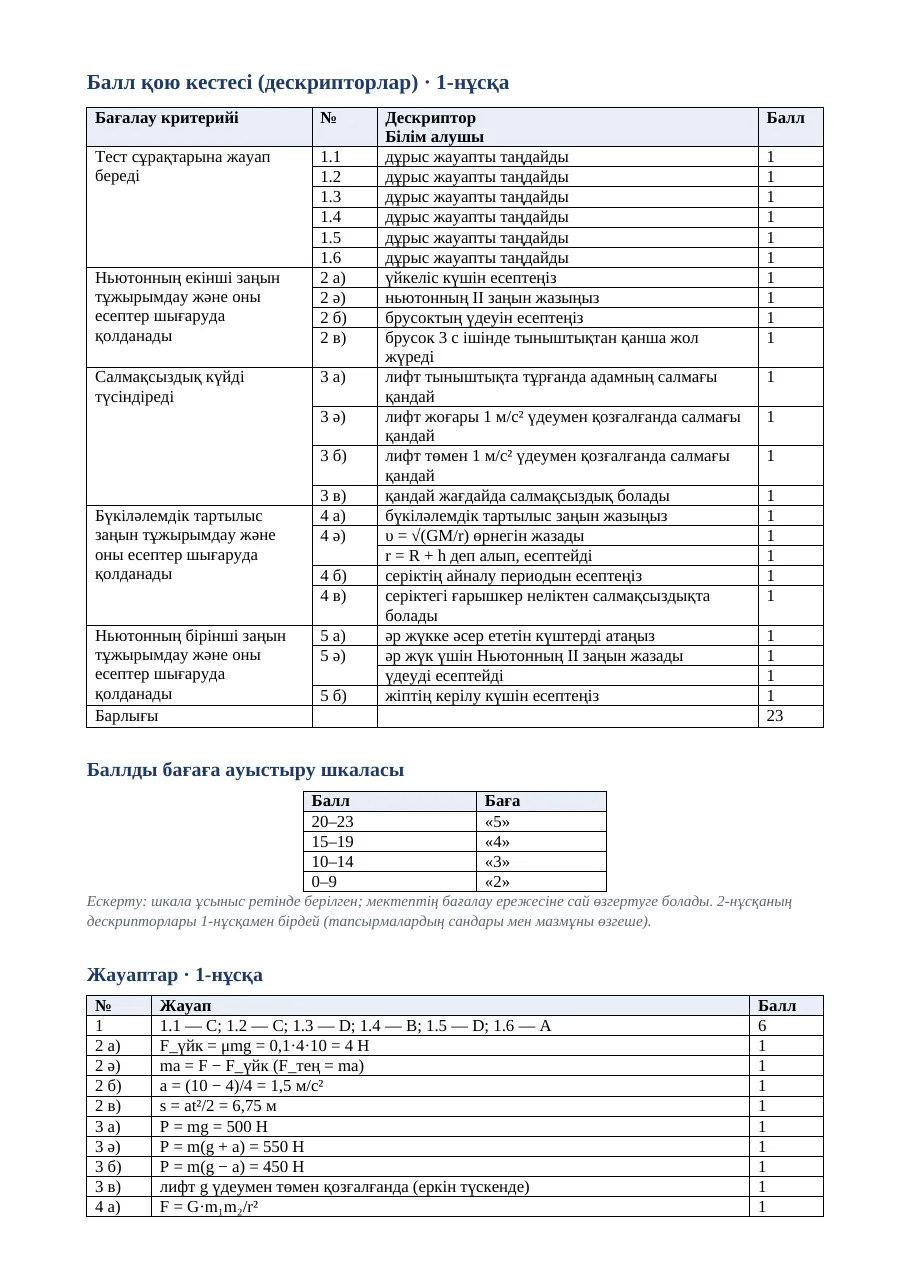 Балл қою кестесі (дескрипторлар) · 1-нұсқа
Бағалау критерийі № Дескриптор Балл
Білім алушы
Тест сұрақтарына жауап 1.1 дұрыс жауапты таңдайды 1
береді 1.2 дұрыс жауапты таңдайды 1
1.3 дұрыс жауапты таңдайды 1
1.4 дұрыс жауапты таңдайды 1
1.5 дұрыс жауапты таңдайды 1
1.6 дұрыс жауапты таңдайды 1
Ньютонның екінші заңын 2 а) үйкеліс күшін есептеңіз 1
тұжырымдау және оны 2 ә) ньютонның II заңын жазыңыз 1
есептер шығаруда 2 б) брусоктың үдеуін есептеңіз 1
қолданады 2 в) брусок 3 с ішінде тыныштықтан қанша жол 1
жүреді
Салмақсыздық күйді 3 а) лифт тыныштықта тұрғанда адамның салмағы 1
түсіндіреді қандай
3 ә) лифт жоғары 1 м/с² үдеумен қозғалғанда салмағы 1
қандай
3 б) лифт төмен 1 м/с² үдеумен қозғалғанда салмағы 1
қандай
3 в) қандай жағдайда салмақсыздық болады 1
Бүкіләлемдік тартылыс 4 а) бүкіләлемдік тартылыс заңын жазыңыз 1
заңын тұжырымдау және 4 ә) υ = √(GM/r) өрнегін жазады 1
оны есептер шығаруда r = R + h деп алып, есептейді 1
қолданады 4 б) серіктің айналу периодын есептеңіз 1
4 в) серіктегі ғарышкер неліктен салмақсыздықта 1
болады
Ньютонның бірінші заңын 5 а) әр жүкке әсер ететін күштерді атаңыз 1
тұжырымдау және оны 5 ә) әр жүк үшін Ньютонның II заңын жазады 1
есептер шығаруда үдеуді есептейді 1
қолданады 5 б) жіптің керілу күшін есептеңіз 1
Барлығы 23
Баллды бағаға ауыстыру шкаласы
Балл Баға
20–23 «5»
15–19 «4»
10–14 «3»
0–9 «2»
Ескерту: шкала ұсыныс ретінде берілген; мектептің бағалау ережесіне сай өзгертуге болады. 2-нұсқаның
дескрипторлары 1-нұсқамен бірдей (тапсырмалардың сандары мен мазмұны өзгеше).
Жауаптар · 1-нұсқа
№ Жауап Балл
1 1.1 — C; 1.2 — C; 1.3 — D; 1.4 — B; 1.5 — D; 1.6 — A 6
2 а) F_үйк = μmg = 0,1·4·10 = 4 Н 1
2 ә) ma = F − F_үйк (F_тең = ma) 1
2 б) a = (10 − 4)/4 = 1,5 м/с² 1
2 в) s = at²/2 = 6,75 м 1
3 а) P = mg = 500 Н 1
3 ә) P = m(g + a) = 550 Н 1
3 б) P = m(g − a) = 450 Н 1
3 в) лифт g үдеумен төмен қозғалғанда (еркін түскенде) 1
4 а) F = G·m₁m₂/r² 1